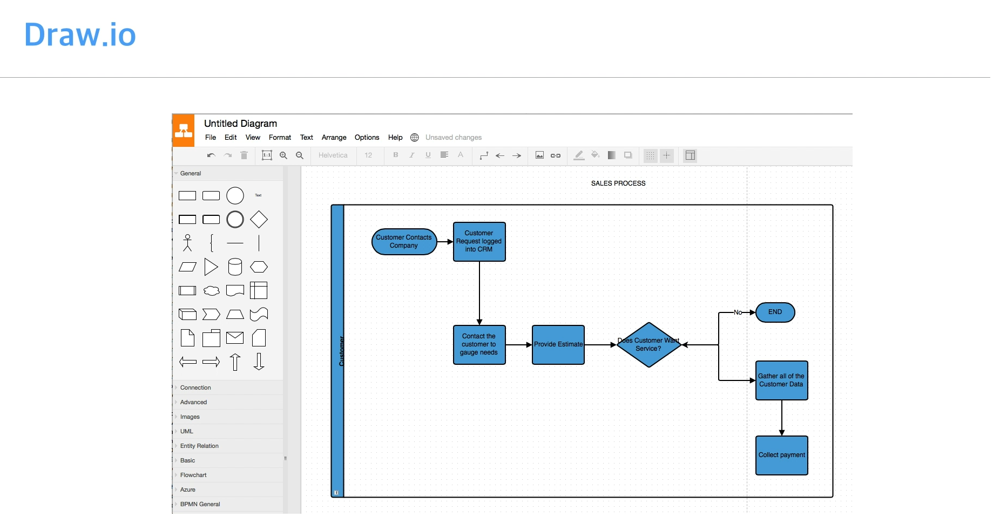 Draw.io
Untitled Diagram
File Edit View Format Text Arrange Options Help Unsaved changes
1:1 Helvetica 12 B I U A
General
Text
Connection
Advanced
Images
UML
Entity Relation
Basic
Flowchart
Azure
BPMN General
SALES PROCESS
Customer
Customer Contacts
Company
Customer
Request logged
into CRM
Contact the
customer to
gauge needs
Provide Estimate
Does Customer Want
Service?
No
END
Gather all of the
Customer Data
Collect payment